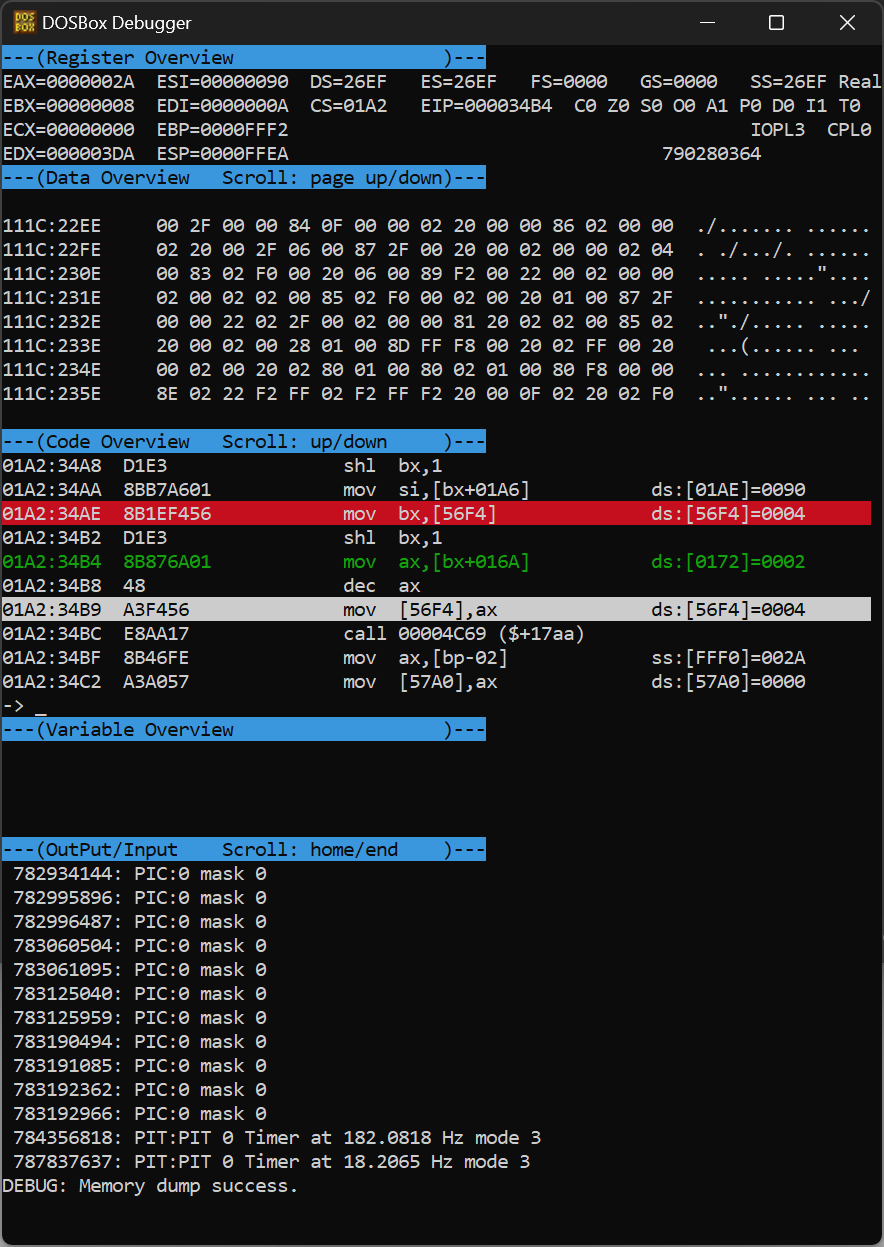 DOS BOX DOSBox Debugger
---(Register Overview                   )---
EAX=0000002A  ESI=00000090  DS=26EF   ES=26EF   FS=0000   GS=0000   SS=26EF Real
EBX=00000008  EDI=0000000A  CS=01A2   EIP=000034B4  C0 Z0 S0 O0 A1 P0 D0 I1 T0
ECX=00000000  EBP=0000FFF2                                          IOPL3  CPL0
EDX=000003DA  ESP=0000FFEA                                  790280364
---(Data Overview   Scroll: page up/down)---
111C:22EE     00 2F 00 00 84 0F 00 00 02 20 00 00 86 02 00 00  ./....... ......
111C:22FE     02 20 00 2F 06 00 87 2F 00 20 00 02 00 00 02 04  . ./.../. ......
111C:230E     00 83 02 F0 00 20 06 00 89 F2 00 22 00 02 00 00  ..... ....."....
111C:231E     02 00 02 02 00 85 02 F0 00 02 00 20 01 00 87 2F  ........... .../
111C:232E     00 00 22 02 02 2F 00 02 00 00 81 20 02 02 00 85 02  .."./..... .....
111C:233E     20 00 02 00 28 01 00 8D FF F8 00 20 02 FF 00 20   ...(...... ... 
111C:234E     00 02 00 20 02 80 01 00 80 02 01 00 80 F8 00 00  ... ............
111C:235E     8E 02 22 F2 FF 02 F2 FF F2 20 00 0F 02 20 02 F0  .."...... ... ..
---(Code Overview   Scroll: up/down     )---
01A2:34A8  D1E3                shl  bx,1
01A2:34AA  8BB7A601            mov  si,[bx+01A6]           ds:[01AE]=0090
01A2:34AE  8B1EF456            mov  bx,[56F4]              ds:[56F4]=0004
01A2:34B2  D1E3                shl  bx,1
01A2:34B4  8B876A01            mov  ax,[bx+016A]           ds:[0172]=0002
01A2:34B8  48                  dec  ax
01A2:34B9  A3F456              mov  [56F4],ax              ds:[56F4]=0004
01A2:34BC  E8AA17              call 00004C69 ($+17aa)
01A2:34BF  8B46FE              mov  ax,[bp-02]             ss:[FFF0]=002A
01A2:34C2  A3A057              mov  [57A0],ax              ds:[57A0]=0000
-> _
---(Variable Overview                   )---
---(OutPut/Input    Scroll: home/end    )---
782934144: PIC:0 mask 0
782995896: PIC:0 mask 0
782996487: PIC:0 mask 0
783060504: PIC:0 mask 0
783061095: PIC:0 mask 0
783125040: PIC:0 mask 0
783125959: PIC:0 mask 0
783190494: PIC:0 mask 0
783191085: PIC:0 mask 0
783192362: PIC:0 mask 0
783192966: PIC:0 mask 0
784356818: PIT:PIT 0 Timer at 182.0818 Hz mode 3
787837637: PIT:PIT 0 Timer at 18.2065 Hz mode 3
DEBUG: Memory dump success.